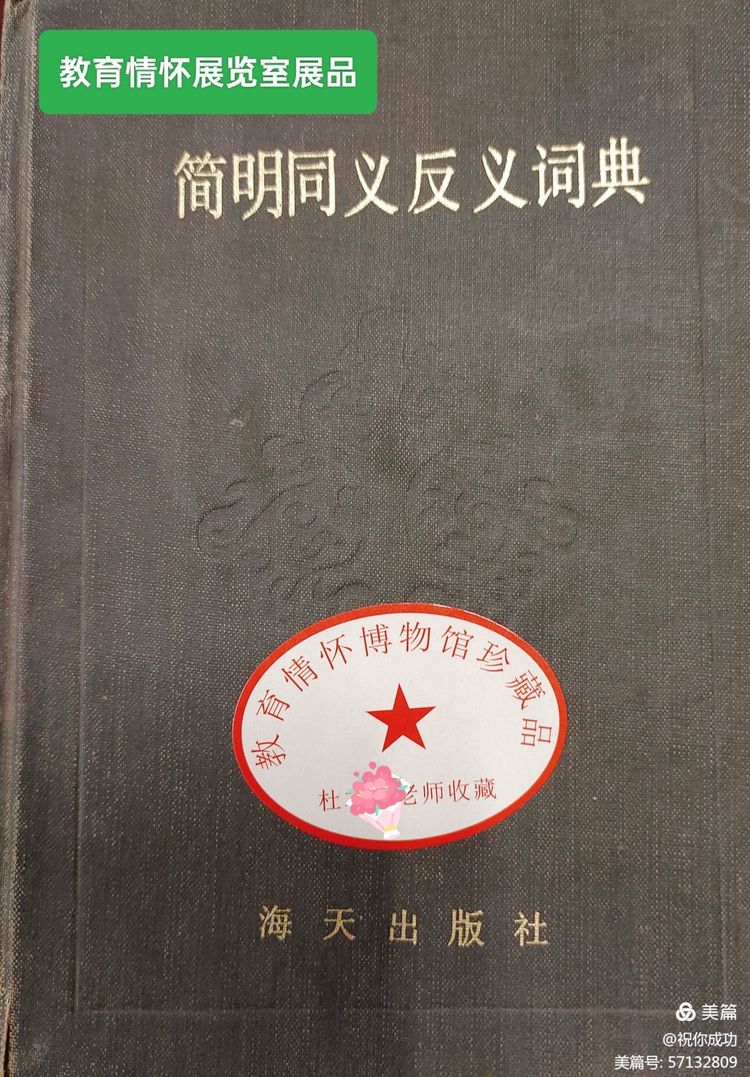 教育情怀展览室展品
简明同义反义词典
教育情怀博物馆珍藏品
杜 老师收藏
海天出版社
美篇
@祝你成功
美篇号: 57132809